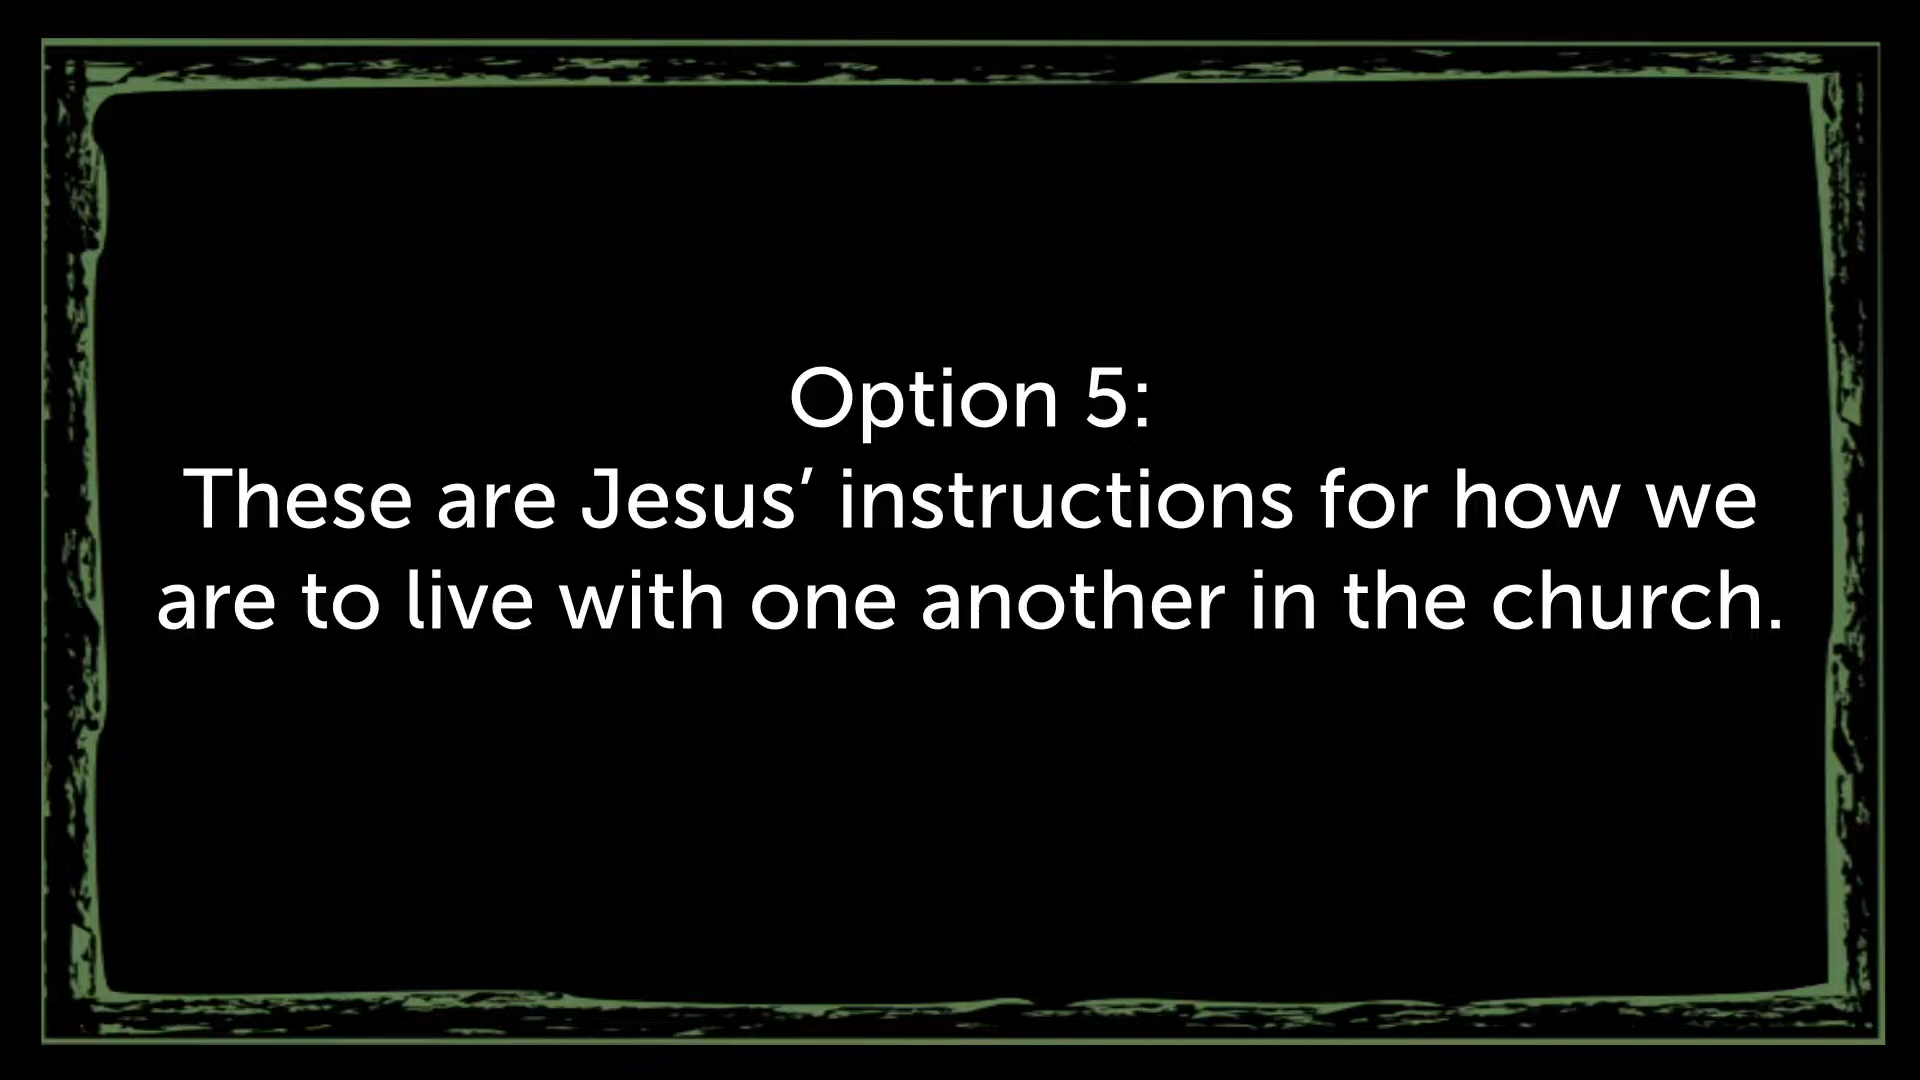 Option 5:
These are Jesus’ instructions for how we
are to live with one another in the church.